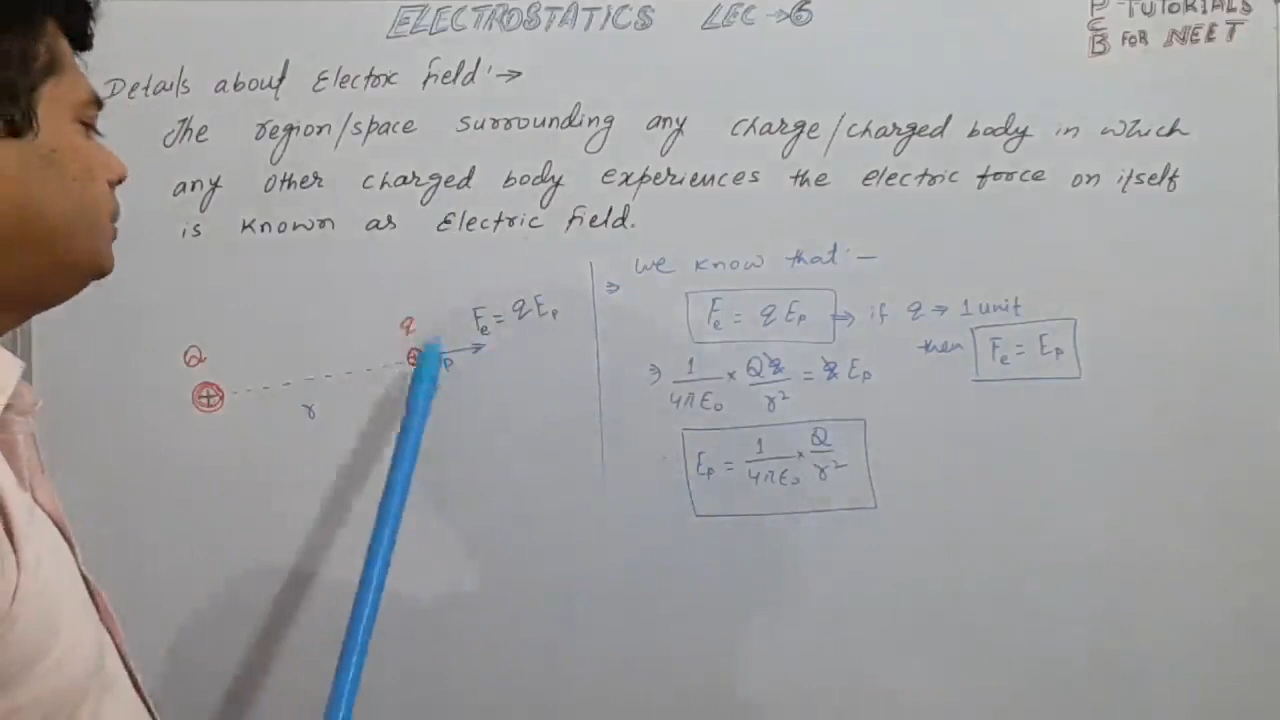 ELECTROSTATICS LEC → 6
P TUTORIALS
C
B FOR NEET
Details about Electric field :→
The region/space surrounding any charge/charged body in which
any other charged body experiences the electric force on itself
is known as Electric field.
we know that :—
⇒ Fe = qEp ⇒ if q → 1 unit
then Fe = Ep
⇒ 1/4πε₀ × Qq/r² = q Ep
Ep = 1/4πε₀ × Q/r²
Q
q
Fe = qEp
P
r